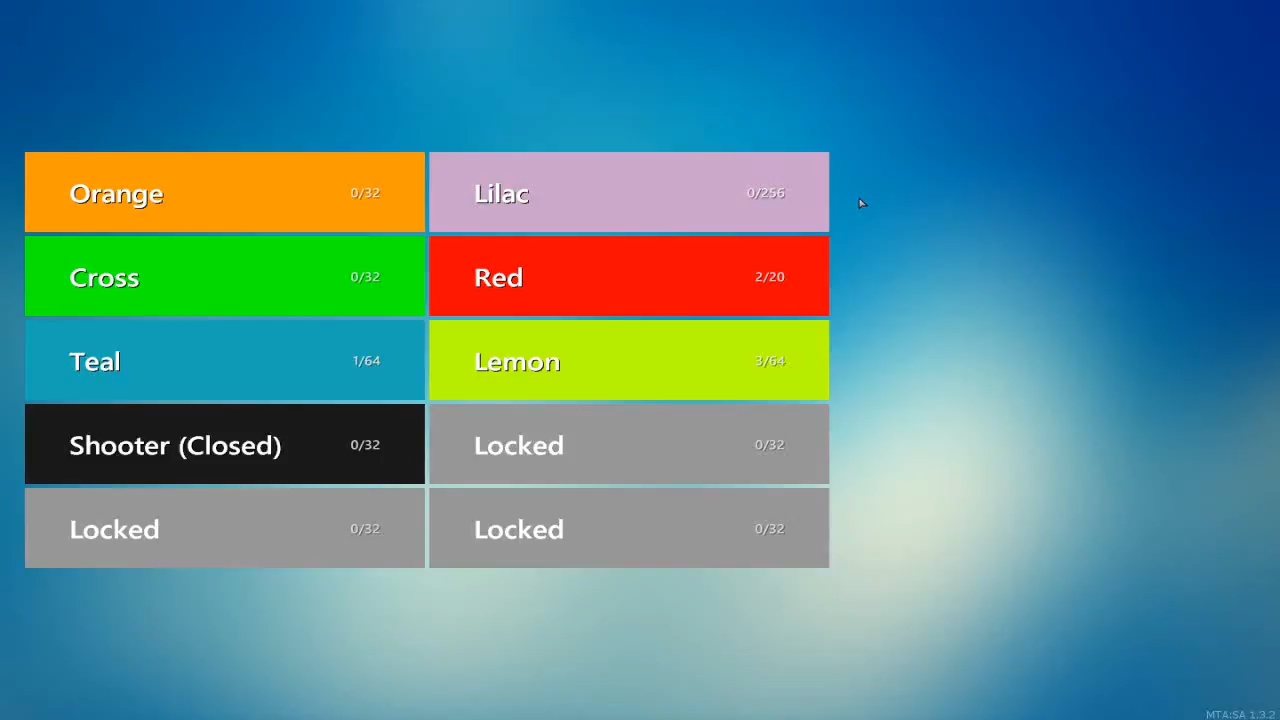 Orange 0/32 Lilac 0/256
Cross 0/32 Red 2/20
Teal 1/64 Lemon 3/64
Shooter (Closed) 0/32 Locked 0/32
Locked 0/32 Locked 0/32
MTA:SA 1.3.2